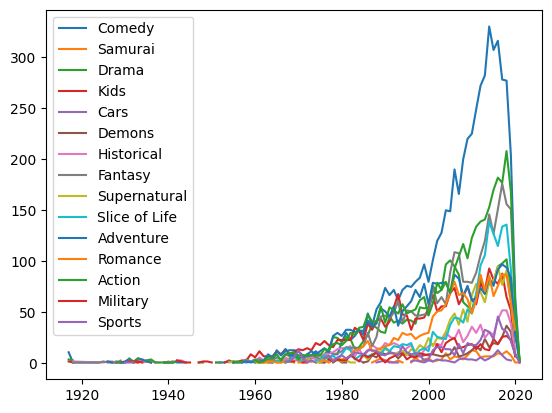 Comedy
Samurai
Drama
Kids
Cars
Demons
Historical
Fantasy
Supernatural
Slice of Life
Adventure
Romance
Action
Military
Sports
300
250
200
150
100
50
0
1920 1940 1960 1980 2000 2020